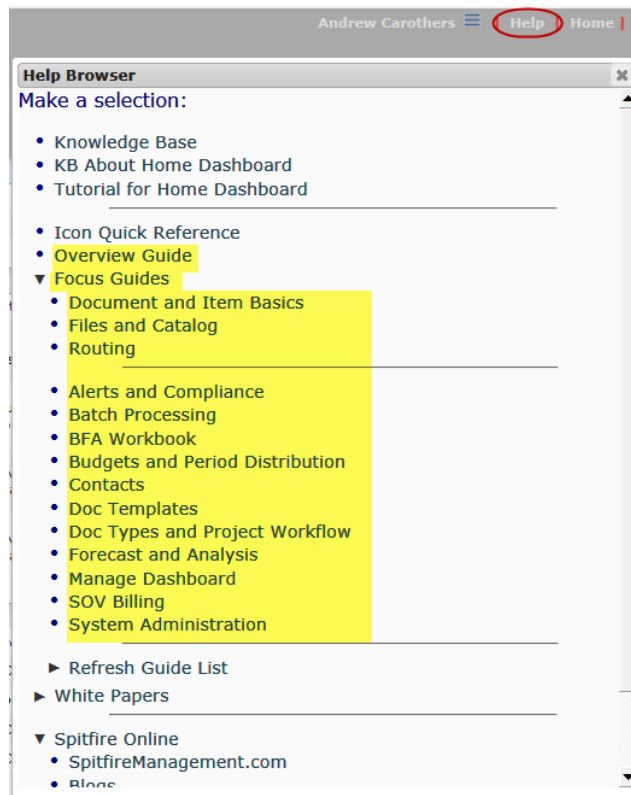 Andrew Carothers ≡ | Help | Home |
Help Browser
Make a selection:
• Knowledge Base
• KB About Home Dashboard
• Tutorial for Home Dashboard
• Icon Quick Reference
• Overview Guide
▼ Focus Guides
• Document and Item Basics
• Files and Catalog
• Routing
• Alerts and Compliance
• Batch Processing
• BFA Workbook
• Budgets and Period Distribution
• Contacts
• Doc Templates
• Doc Types and Project Workflow
• Forecast and Analysis
• Manage Dashboard
• SOV Billing
• System Administration
► Refresh Guide List
► White Papers
▼ Spitfire Online
• SpitfireManagement.com
• Blogs